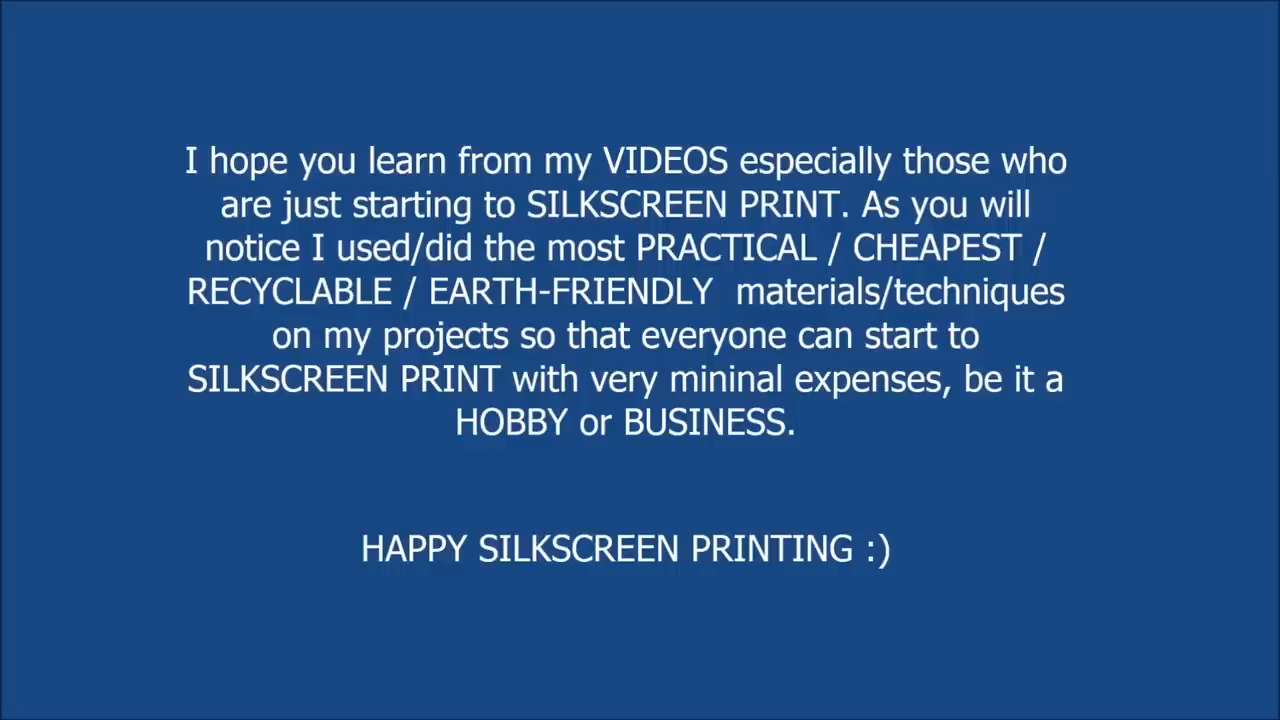 I hope you learn from my VIDEOS especially those who
are just starting to SILKSCREEN PRINT. As you will
notice I used/did the most PRACTICAL / CHEAPEST /
RECYCLABLE / EARTH-FRIENDLY  materials/techniques
on my projects so that everyone can start to
SILKSCREEN PRINT with very mininal expenses, be it a
HOBBY or BUSINESS.
HAPPY SILKSCREEN PRINTING :)